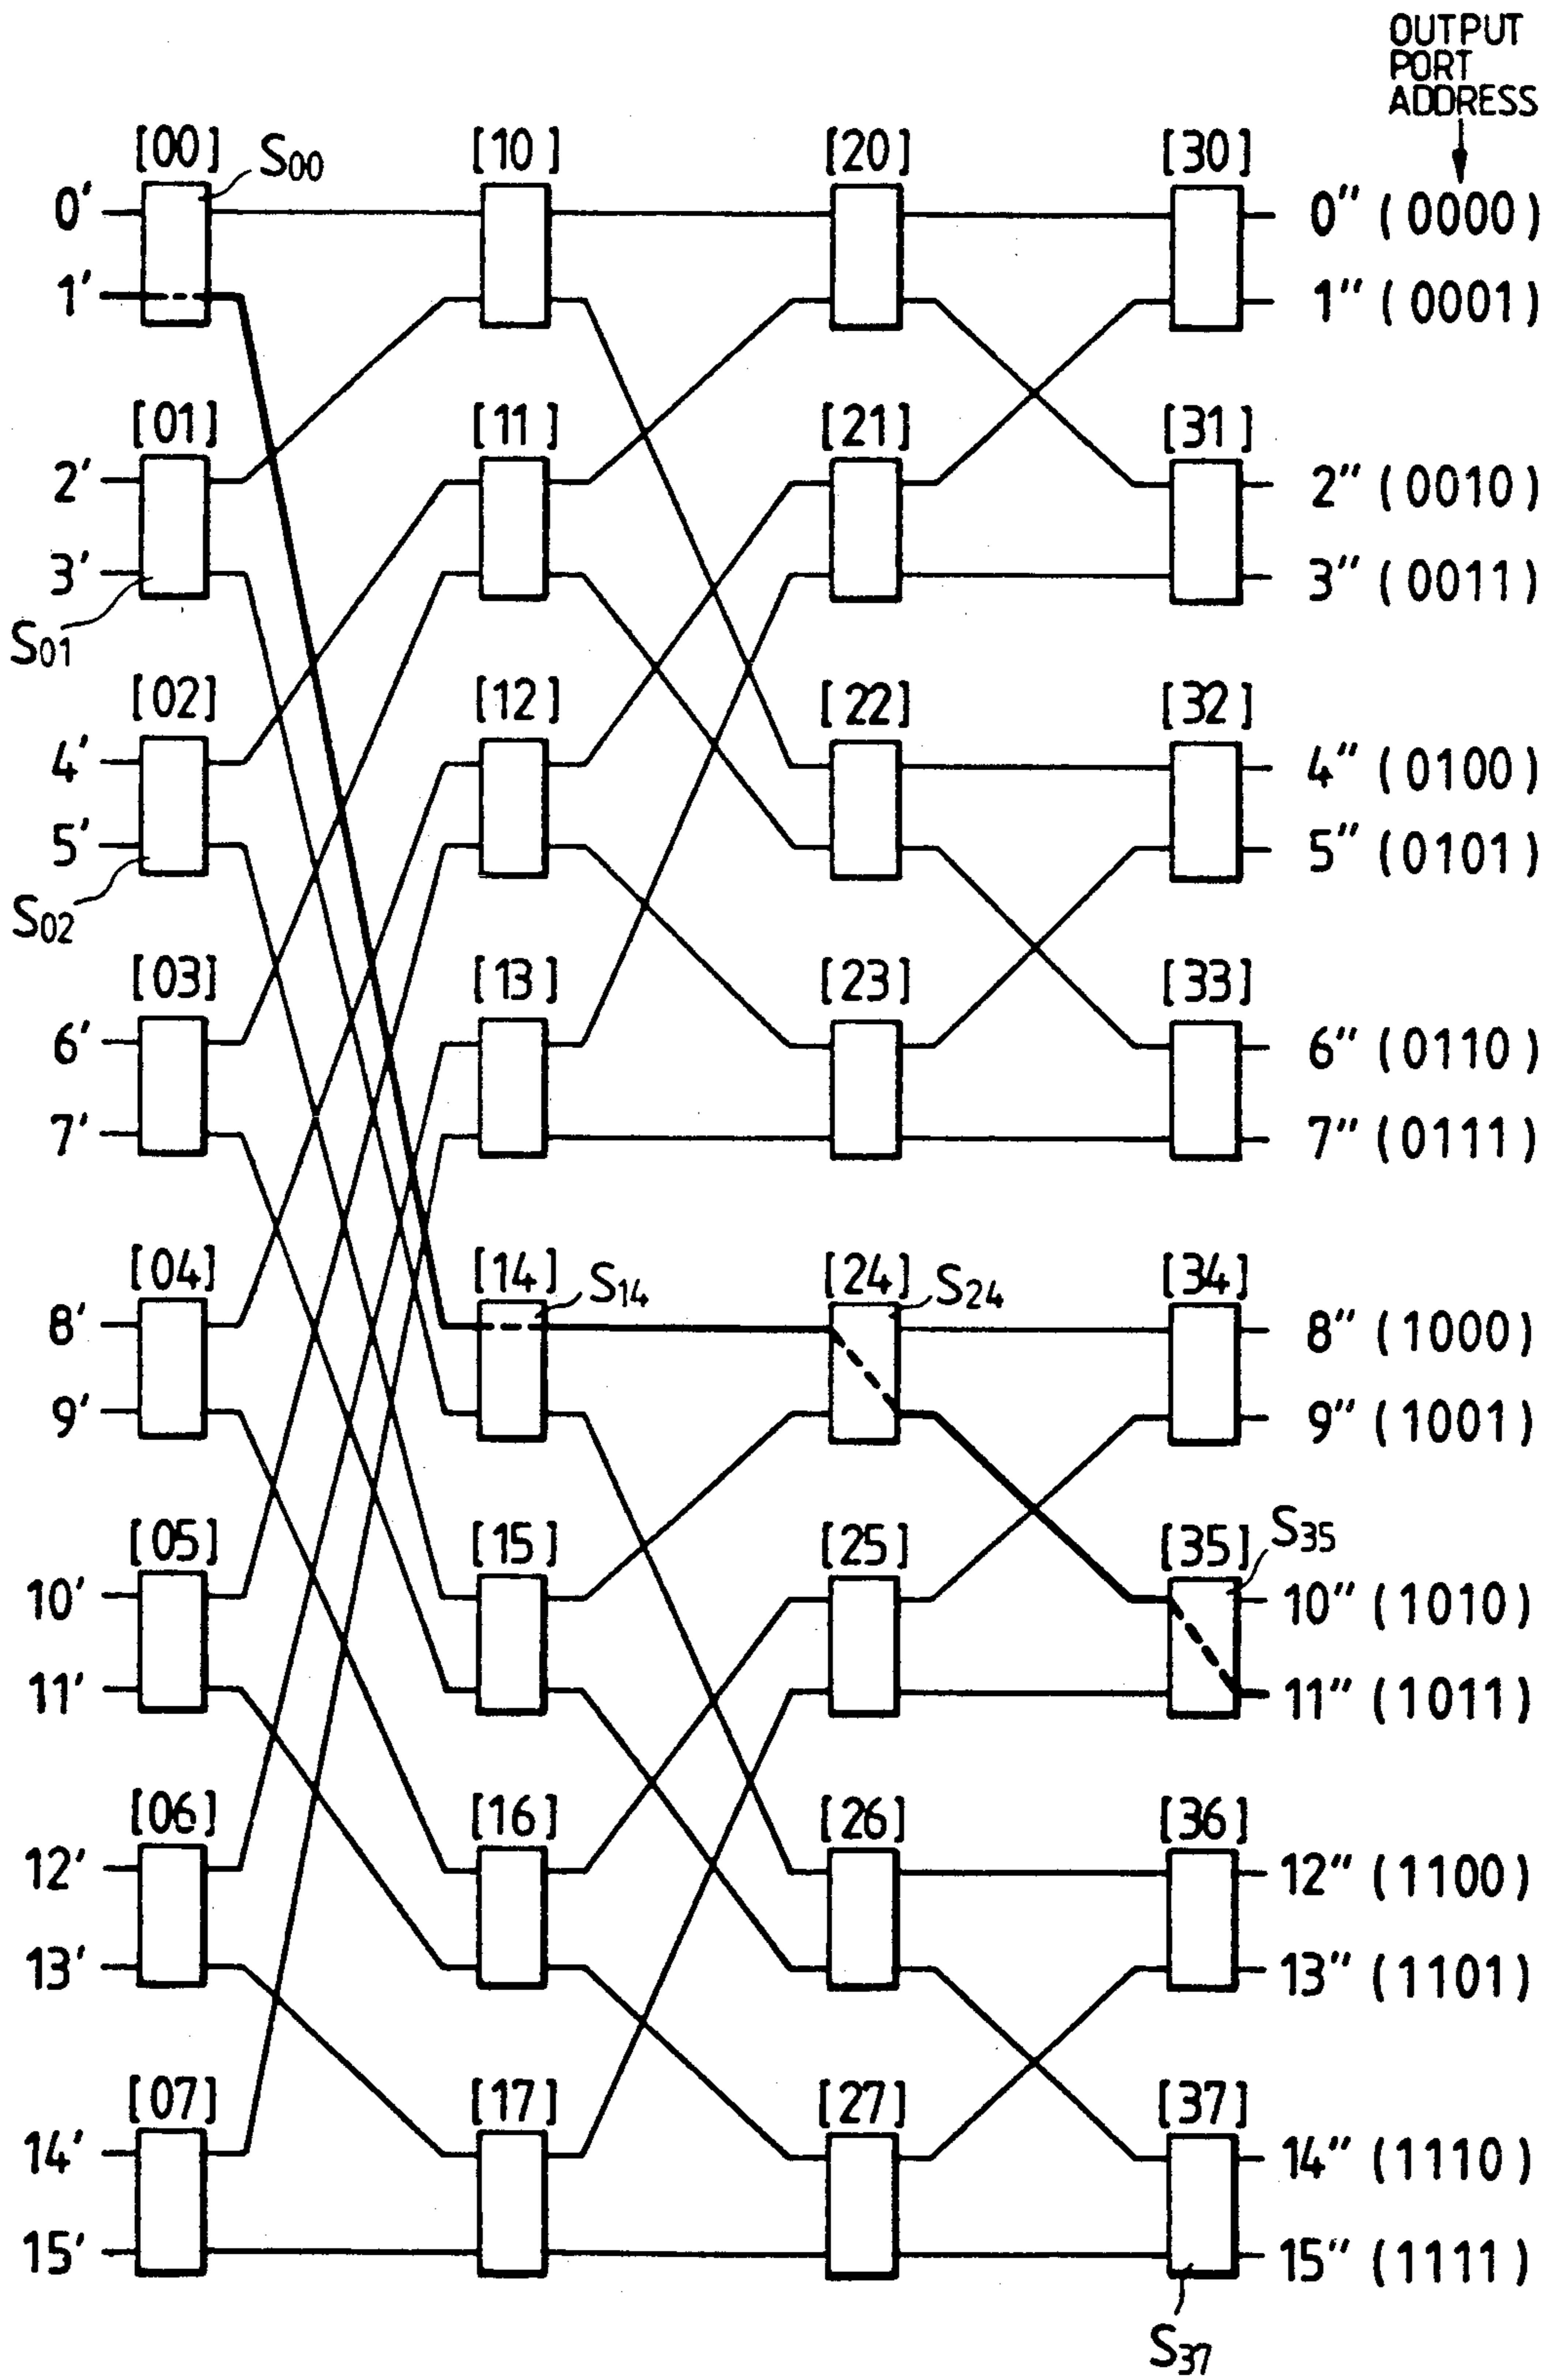 OUTPUT
PORT
ADDRESS
[00] S00 [10] [20] [30]
0′ 0″ (0000)
1′ 1″ (0001)
[01] [11] [21] [31]
2′ 2″ (0010)
3′ 3″ (0011)
S01
[02] [12] [22] [32]
4′ 4″ (0100)
5′ 5″ (0101)
S02
[03] [13] [23] [33]
6′ 6″ (0110)
7′ 7″ (0111)
[04] [14] S14 [24] S24 [34]
8′ 8″ (1000)
9′ 9″ (1001)
[05] [15] [25] [35] S35
10′ 10″ (1010)
11′ 11″ (1011)
[06] [16] [26] [36]
12′ 12″ (1100)
13′ 13″ (1101)
[07] [17] [27] [37]
14′ 14″ (1110)
15′ 15″ (1111)
S37